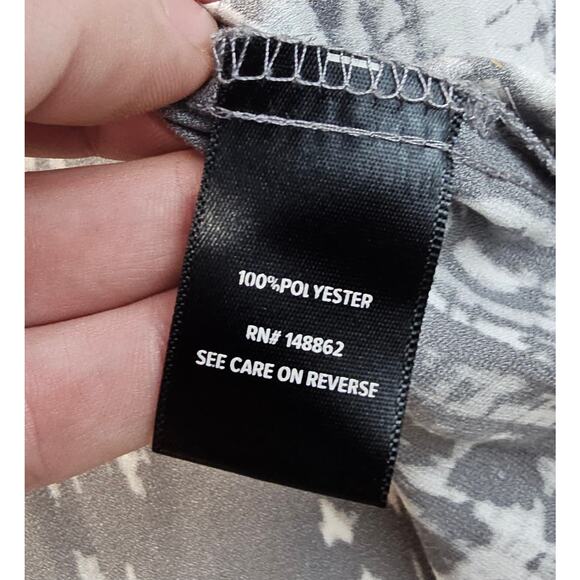 100%POLYESTER
RN# 148862
SEE CARE ON REVERSE